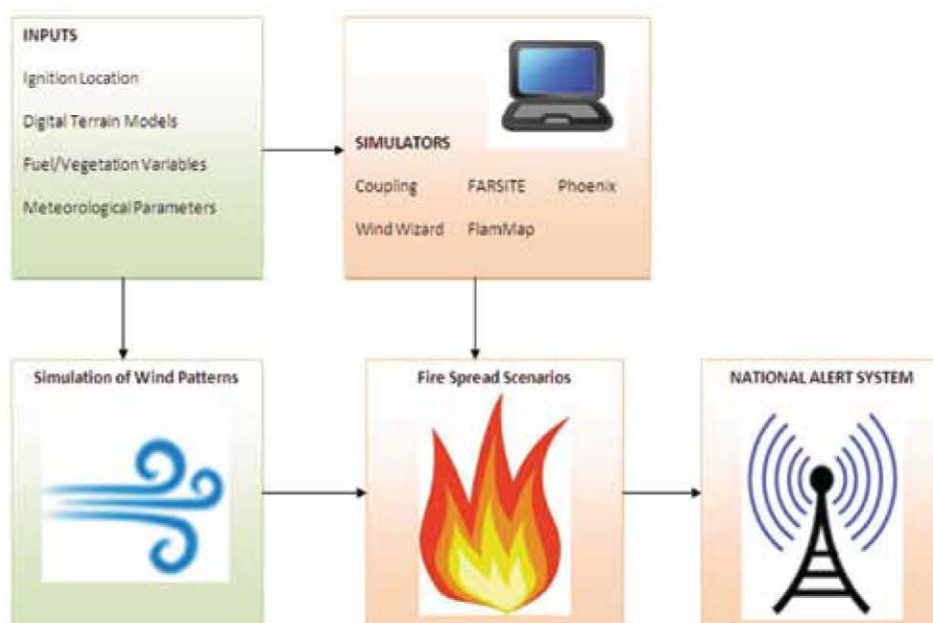 INPUTS
Ignition Location
Digital Terrain Models
Fuel/Vegetation Variables
Meteorological Parameters
SIMULATORS
Coupling FARSITE Phoenix
Wind Wizard FlamMap
Simulation of Wind Patterns
Fire Spread Scenarios
NATIONAL ALERT SYSTEM